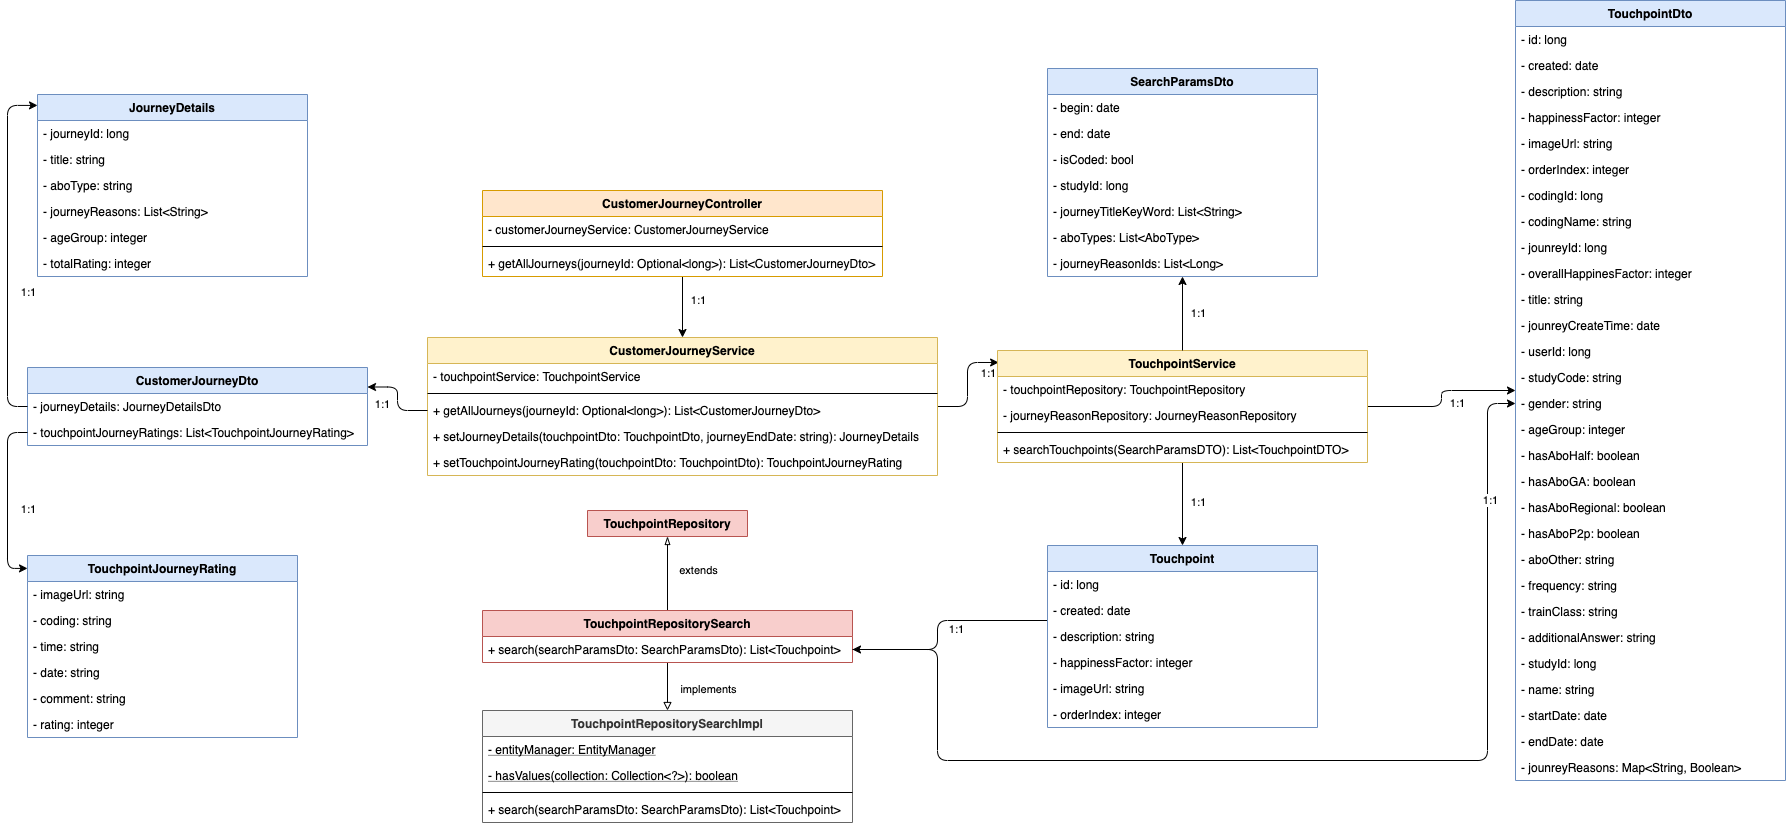 JourneyDetails
- journeyId: long
- title: string
- aboType: string
- journeyReasons: List<String>
- ageGroup: integer
- totalRating: integer
1:1
CustomerJourneyDto
- journeyDetails: JourneyDetailsDto
- touchpointJourneyRatings: List<TouchpointJourneyRating>
1:1
TouchpointJourneyRating
- imageUrl: string
- coding: string
- time: string
- date: string
- comment: string
- rating: integer
CustomerJourneyController
- customerJourneyService: CustomerJourneyService
+ getAllJourneys(journeyId: Optional<long>): List<CustomerJourneyDto>
1:1
CustomerJourneyService
- touchpointService: TouchpointService
+ getAllJourneys(journeyId: Optional<long>): List<CustomerJourneyDto>
+ setJourneyDetails(touchpointDto: TouchpointDto, journeyEndDate: string): JourneyDetails
+ setTouchpointJourneyRating(touchpointDto: TouchpointDto): TouchpointJourneyRating
1:1
1:1
TouchpointRepository
extends
TouchpointRepositorySearch
+ search(searchParamsDto: SearchParamsDto): List<Touchpoint>
implements
TouchpointRepositorySearchImpl
- entityManager: EntityManager
- hasValues(collection: Collection<?>): boolean
+ search(searchParamsDto: SearchParamsDto): List<Touchpoint>
SearchParamsDto
- begin: date
- end: date
- isCoded: bool
- studyId: long
- journeyTitleKeyWord: List<String>
- aboTypes: List<AboType>
- journeyReasonIds: List<Long>
1:1
TouchpointService
- touchpointRepository: TouchpointRepository
- journeyReasonRepository: JourneyReasonRepository
+ searchTouchpoints(SearchParamsDTO): List<TouchpointDTO>
1:1
1:1
1:1
Touchpoint
- id: long
- created: date
- description: string
- happinessFactor: integer
- imageUrl: string
- orderIndex: integer
1:1
TouchpointDto
- id: long
- created: date
- description: string
- happinessFactor: integer
- imageUrl: string
- orderIndex: integer
- codingId: long
- codingName: string
- jounreyId: long
- overallHappinesFactor: integer
- title: string
- jounreyCreateTime: date
- userId: long
- studyCode: string
- gender: string
- ageGroup: integer
- hasAboHalf: boolean
- hasAboGA: boolean
- hasAboRegional: boolean
- hasAboP2p: boolean
- aboOther: string
- frequency: string
- trainClass: string
- additionalAnswer: string
- studyId: long
- name: string
- startDate: date
- endDate: date
- jounreyReasons: Map<String, Boolean>